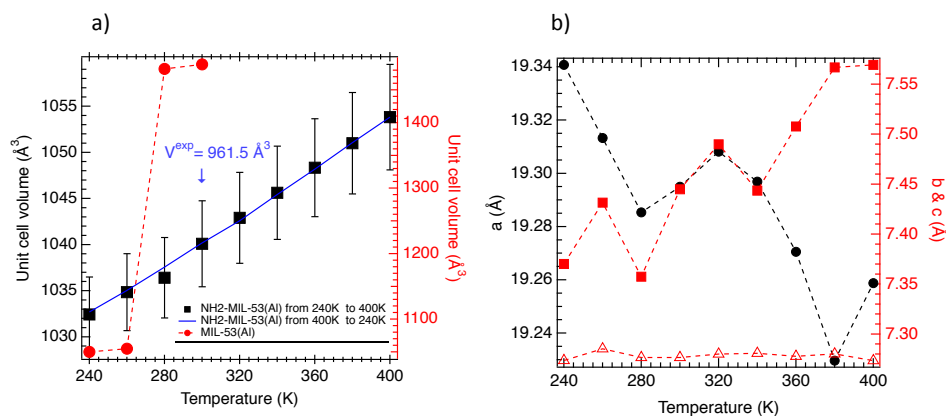 a)
1055
1050
1045
1040
1035
1030
Unit cell volume (Å³)
V^exp= 961.5 Å³
NH2-MIL-53(Al) from 240K to 400K
NH2-MIL-53(Al) from 400K to 240K
MIL-53(Al)
1400
1300
1200
1100
Unit cell volume (Å³)
240 280 320 360 400
Temperature (K)
b)
19.34
19.32
19.30
19.28
19.26
19.24
a (Å)
7.55
7.50
7.45
7.40
7.35
7.30
b & c (Å)
240 280 320 360 400
Temperature (K)